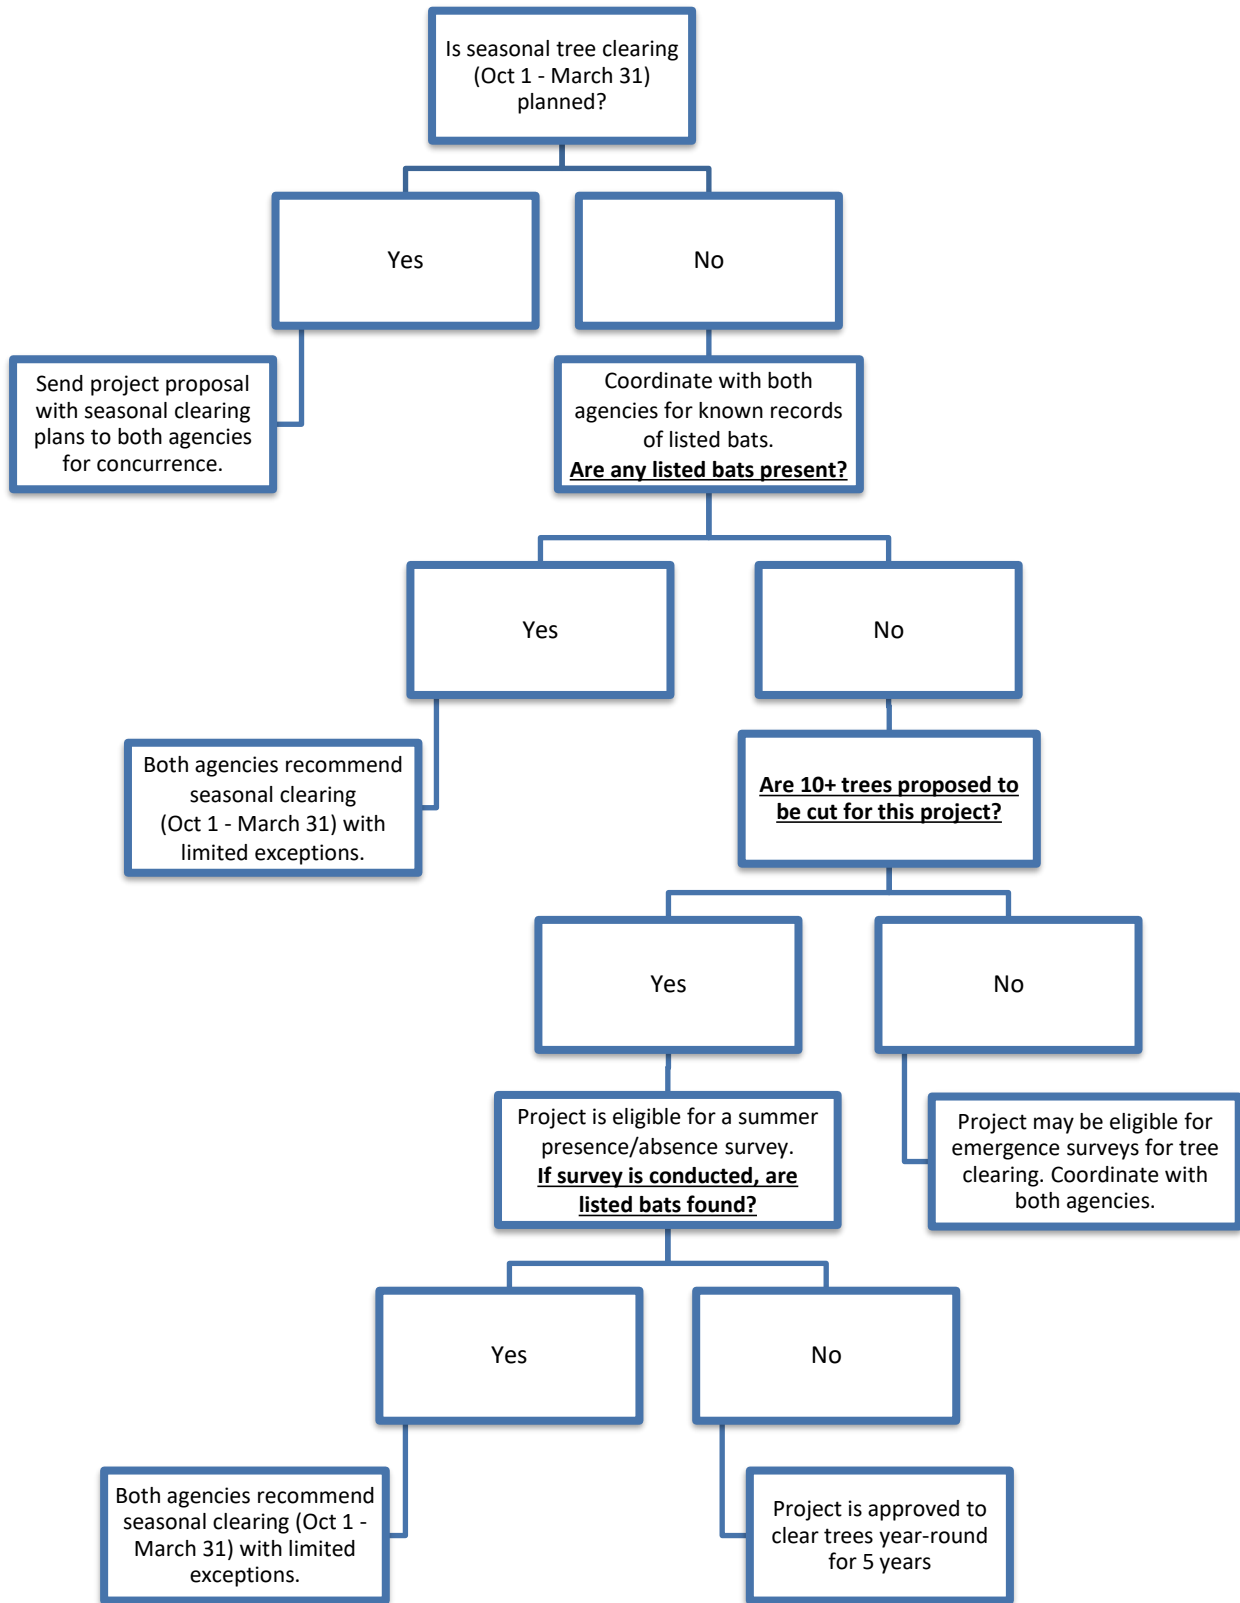 Is seasonal tree clearing
(Oct 1 - March 31)
planned?
Yes
No
Send project proposal
with seasonal clearing
plans to both agencies
for concurrence.
Coordinate with both
agencies for known records
of listed bats.
Are any listed bats present?
Yes
No
Both agencies recommend
seasonal clearing
(Oct 1 - March 31) with
limited exceptions.
Are 10+ trees proposed to
be cut for this project?
Yes
No
Project is eligible for a summer
presence/absence survey.
If survey is conducted, are
listed bats found?
Project may be eligible for
emergence surveys for tree
clearing. Coordinate with
both agencies.
Yes
No
Both agencies recommend
seasonal clearing (Oct 1 -
March 31) with limited
exceptions.
Project is approved to
clear trees year-round
for 5 years